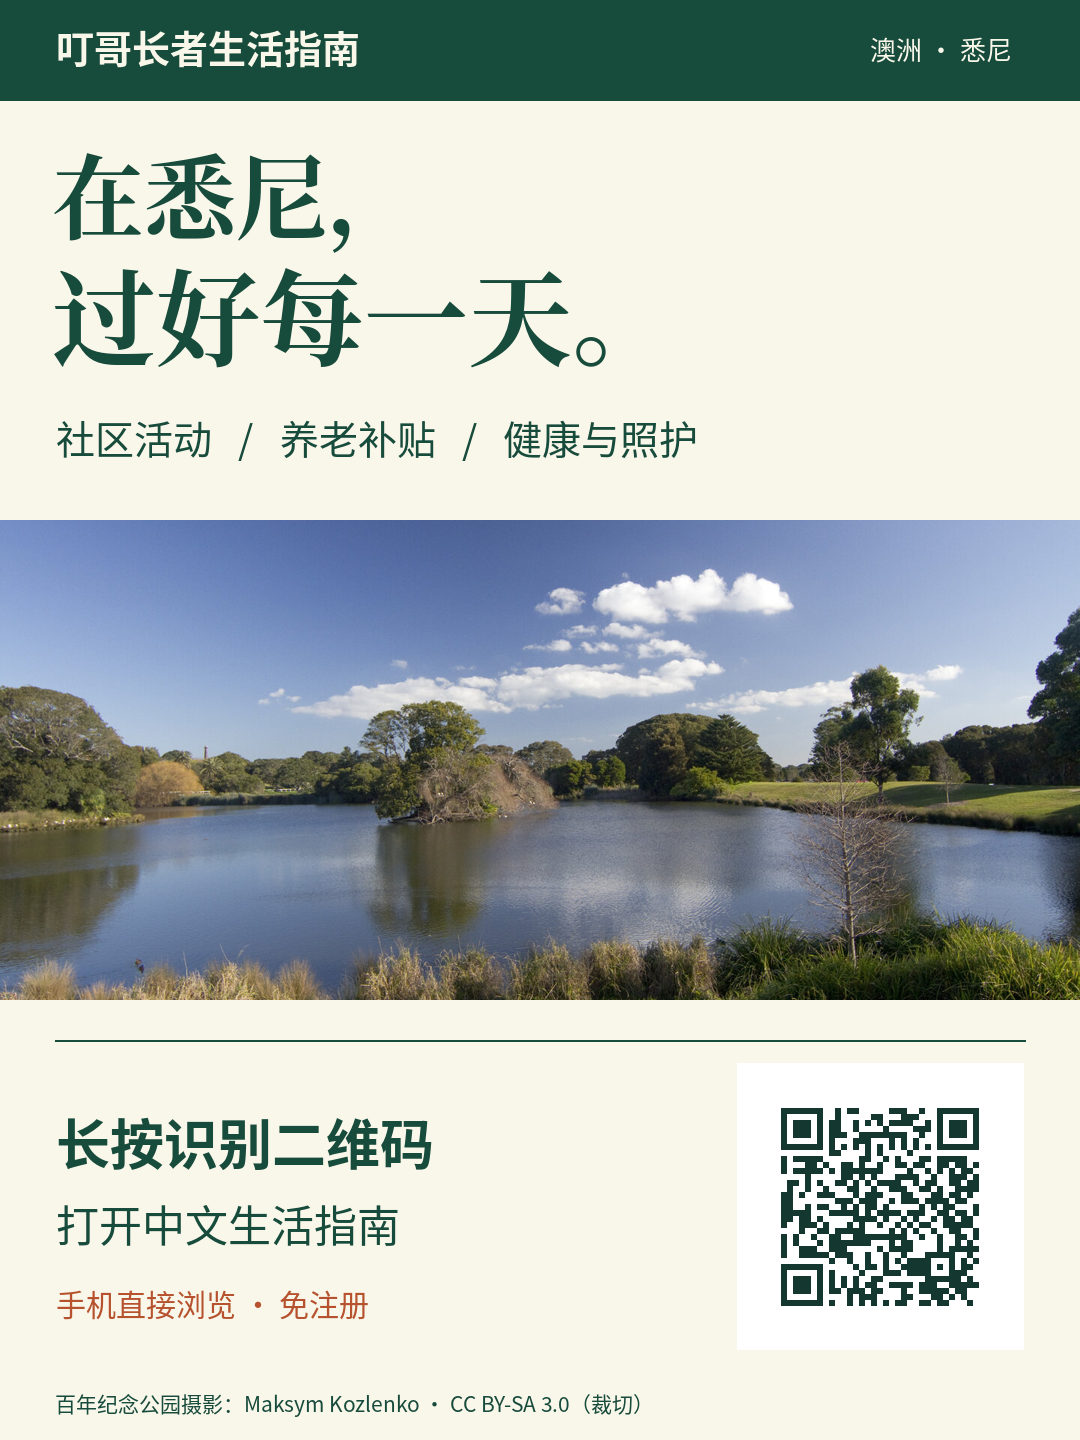 叮哥长者生活指南
澳洲 · 悉尼
在悉尼,
过好每一天。
社区活动 / 养老补贴 / 健康与照护
长按识别二维码
打开中文生活指南
手机直接浏览 · 免注册
百年纪念公园摄影：Maksym Kozlenko · CC BY-SA 3.0（裁切）